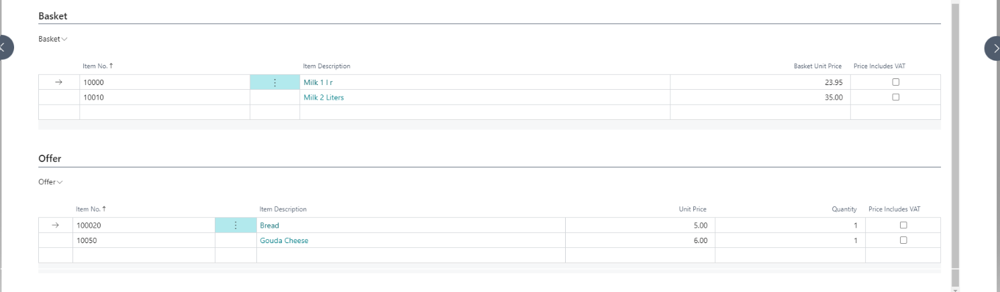 Basket
Basket
Item No. ↑ Item Description Basket Unit Price Price Includes VAT
→ 10000 ⋮ Milk 1 l r 23.95
10010 Milk 2 Liters 35.00
Offer
Offer
Item No. ↑ Item Description Unit Price Quantity Price Includes VAT
→ 100020 ⋮ Bread 5.00 1
10050 Gouda Cheese 6.00 1